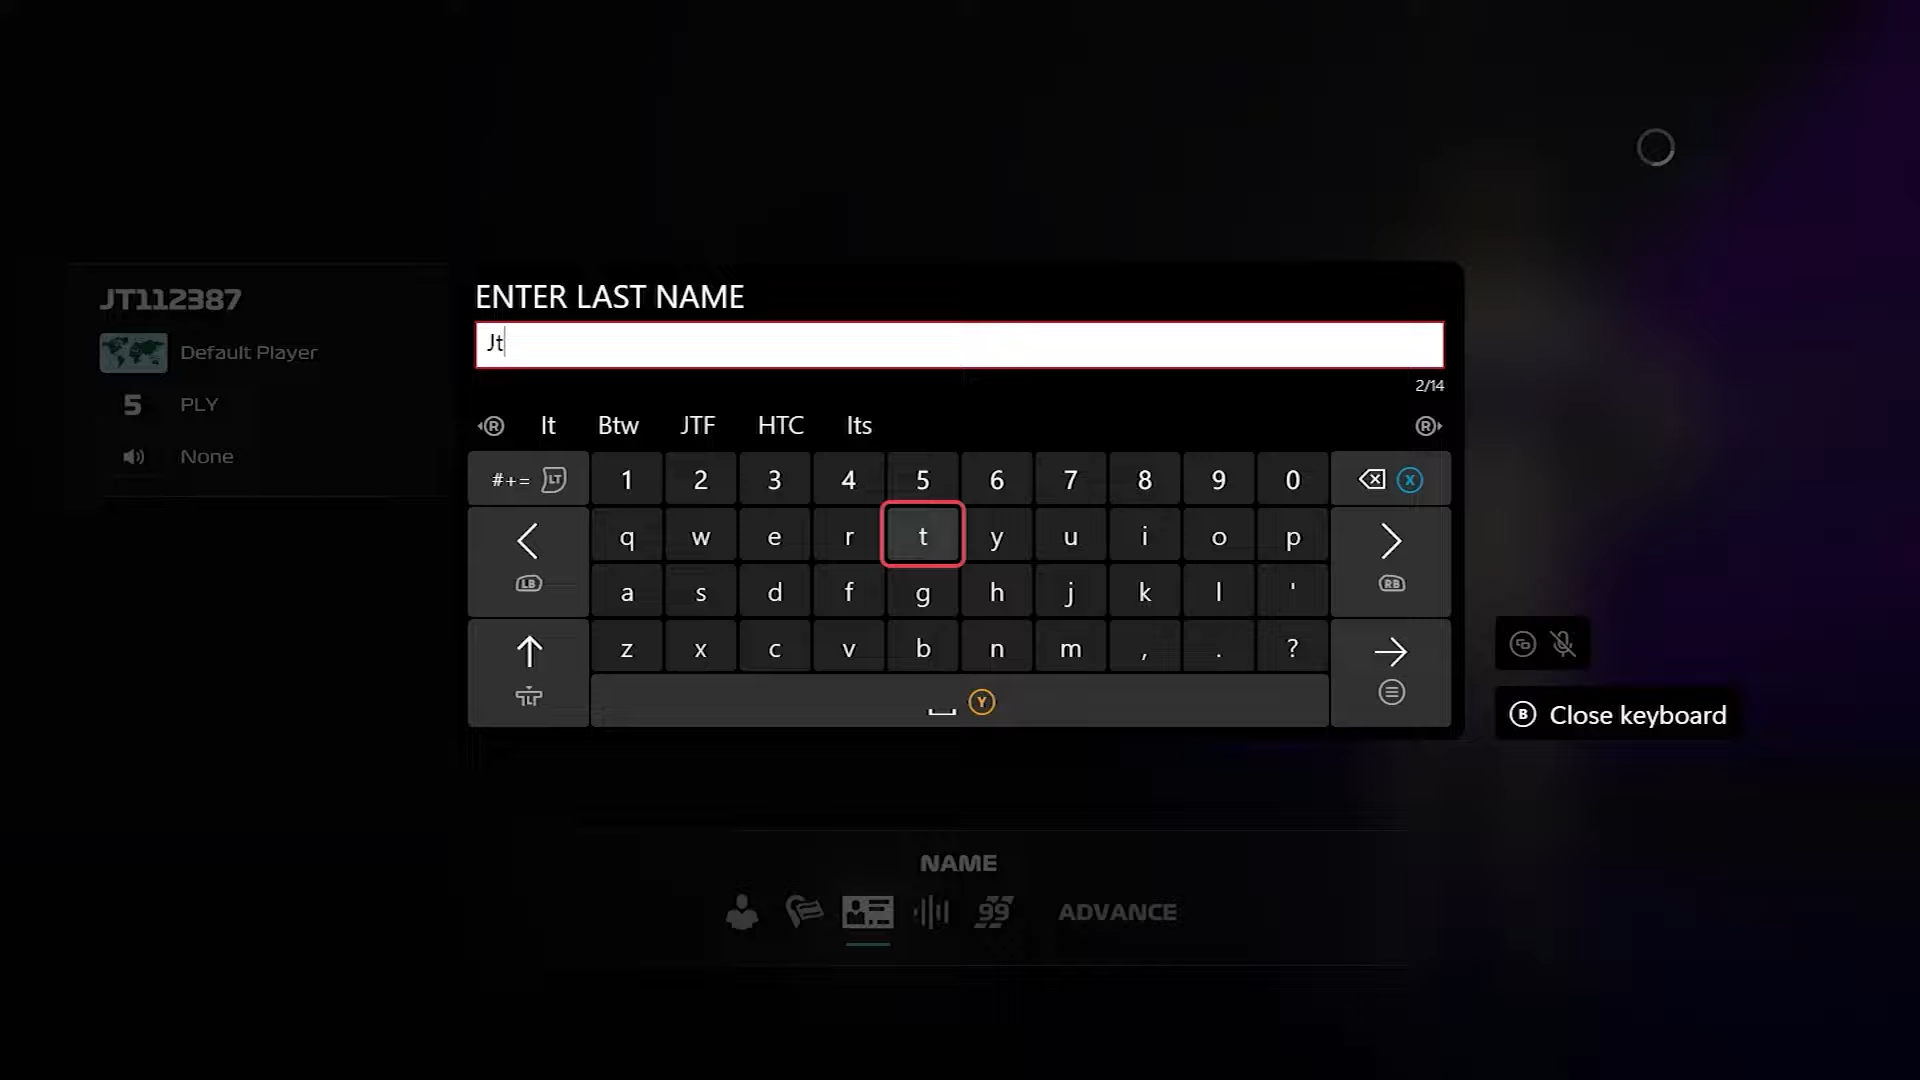 JT112387
Default Player
5 PLY
None
ENTER LAST NAME
Jt
2/14
R It Btw JTF HTC Its R
#+= LT 1 2 3 4 5 6 7 8 9 0 X
q w e r t y u i o p
LB a s d f g h j k l ' RB
z x c v b n m , . ?
Y
B Close keyboard
NAME
99 ADVANCE